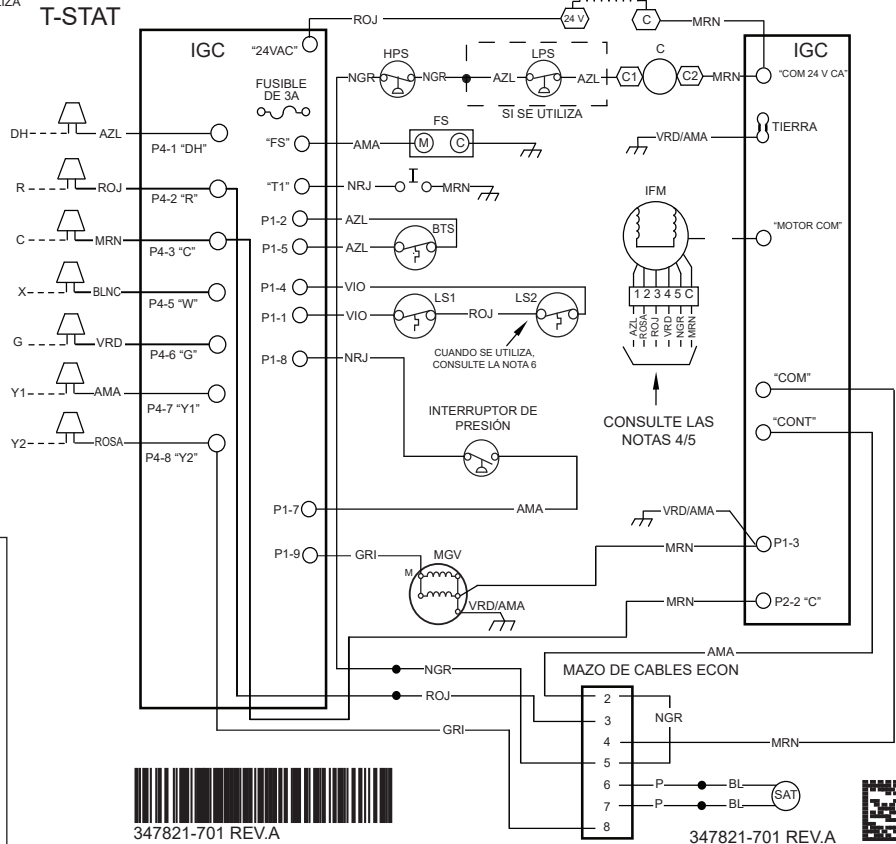 T-STAT
ROJ
24 V
C
MRN
IGC
"24VAC"
FUSIBLE
DE 3A
HPS
NGR
NGR
AZL
LPS
AZL
SI SE UTILIZA
C1
C
C2
MRN
IGC
"COM 24 V CA"
DH
AZL
P4-1 "DH"
"FS"
AMA
FS
M
C
VRD/AMA
TIERRA
R
ROJ
P4-2 "R"
"T1"
NRJ
MRN
IFM
C
MRN
P4-3 "C"
P1-2
AZL
P1-5
AZL
BTS
"MOTOR COM"
X
BLNC
P4-5 "W"
P1-4
VIO
P1-1
VIO
LS1
ROJ
LS2
1 2 3 4 5 C
AZL
ROSA
ROJ
VRD
NGR
MRN
G
VRD
P4-6 "G"
P1-8
NRJ
CUANDO SE UTILIZA,
CONSULTE LA NOTA 6
Y1
AMA
P4-7 "Y1"
"COM"
INTERRUPTOR DE
PRESIÓN
CONSULTE LAS
NOTAS 4/5
"CONT"
Y2
ROSA
P4-8 "Y2"
P1-7
AMA
VRD/AMA
P1-9
GRI
MGV
M
MRN
P1-3
VRD/AMA
MRN
P2-2 "C"
AMA
NGR
MAZO DE CABLES ECON
ROJ
2
NGR
3
GRI
4
MRN
5
6
P
BL
SAT
7
P
BL
8
347821-701 REV.A
347821-701 REV.A